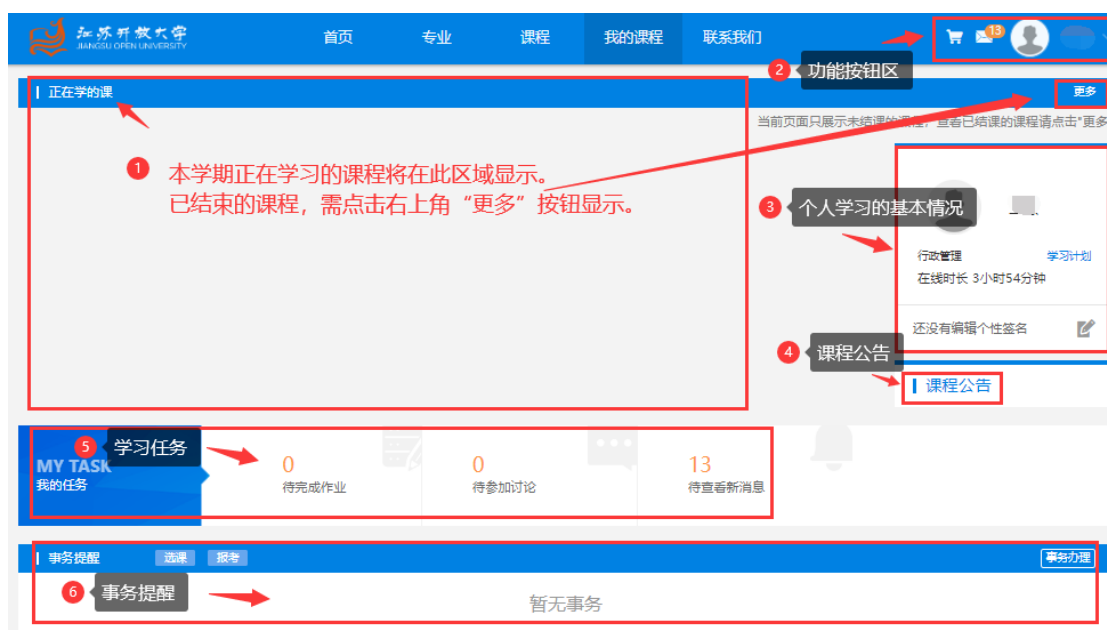 江苏开放大学
JIANGSU OPEN UNIVERSITY
首页 专业 课程 我的课程 联系我们
13
2 功能按钮区
正在学的课
更多
当前页面只展示未结课的课程，查看已结课的课程请点击"更多
1 本学期正在学习的课程将在此区域显示。
已结束的课程，需点击右上角“更多”按钮显示。
3 个人学习的基本情况
行政管理 学习计划
在线时长 3小时54分钟
还没有编辑个性签名
4 课程公告
课程公告
5 学习任务
MY TASK
我的任务
0
待完成作业
0
待参加讨论
13
待查看新消息
事务提醒 选课 报考 事务办理
6 事务提醒
暂无事务